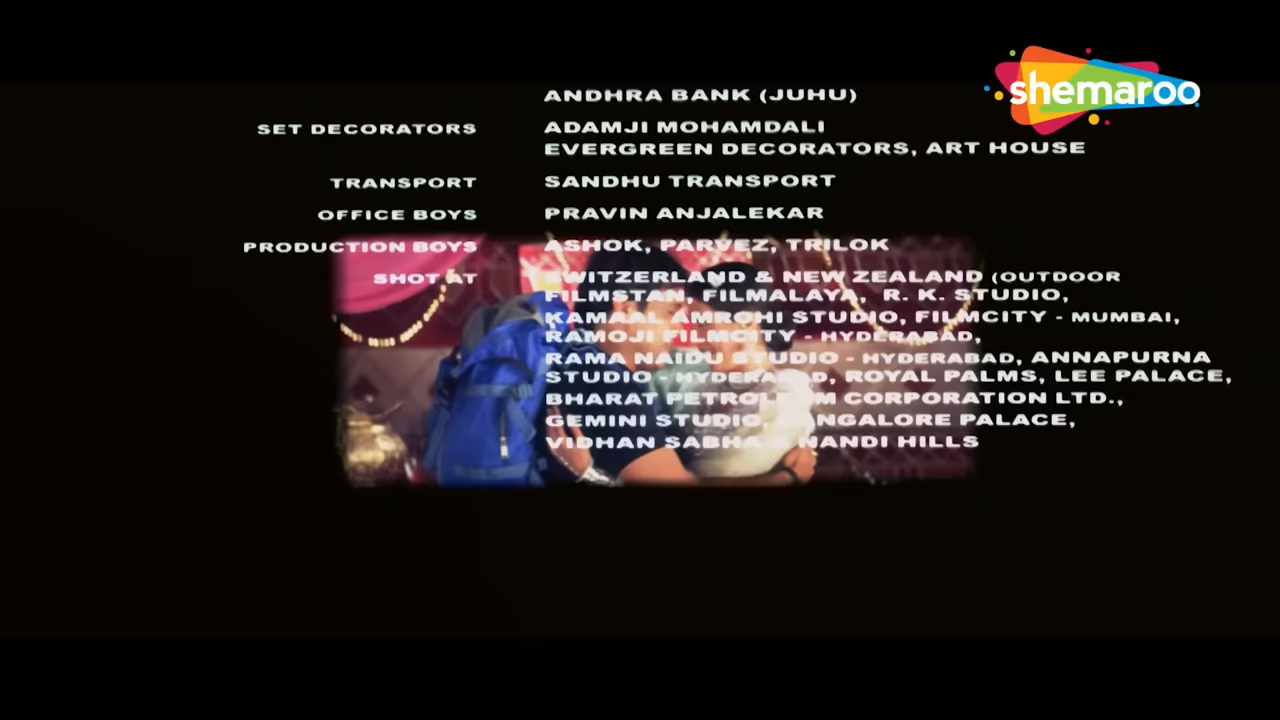 shemaroo
ANDHRA BANK (JUHU)
SET DECORATORS ADAMJI MOHAMDALI
EVERGREEN DECORATORS, ART HOUSE
TRANSPORT SANDHU TRANSPORT
OFFICE BOYS PRAVIN ANJALEKAR
PRODUCTION BOYS ASHOK, PARVEZ, TRILOK
SHOT AT SWITZERLAND & NEW ZEALAND (OUTDOOR
FILMSTAN, FILMALAYA, R. K. STUDIO,
KAMAAL AMROHI STUDIO, FILMCITY - MUMBAI,
RAMOJI FILMCITY - HYDERABAD,
RAMA NAIDU STUDIO - HYDERABAD, ANNAPURNA
STUDIO - HYDERABAD, ROYAL PALMS, LEE PALACE,
BHARAT PETROLEUM CORPORATION LTD.,
GEMINI STUDIO, BANGALORE PALACE,
VIDHAN SABHA & NANDI HILLS